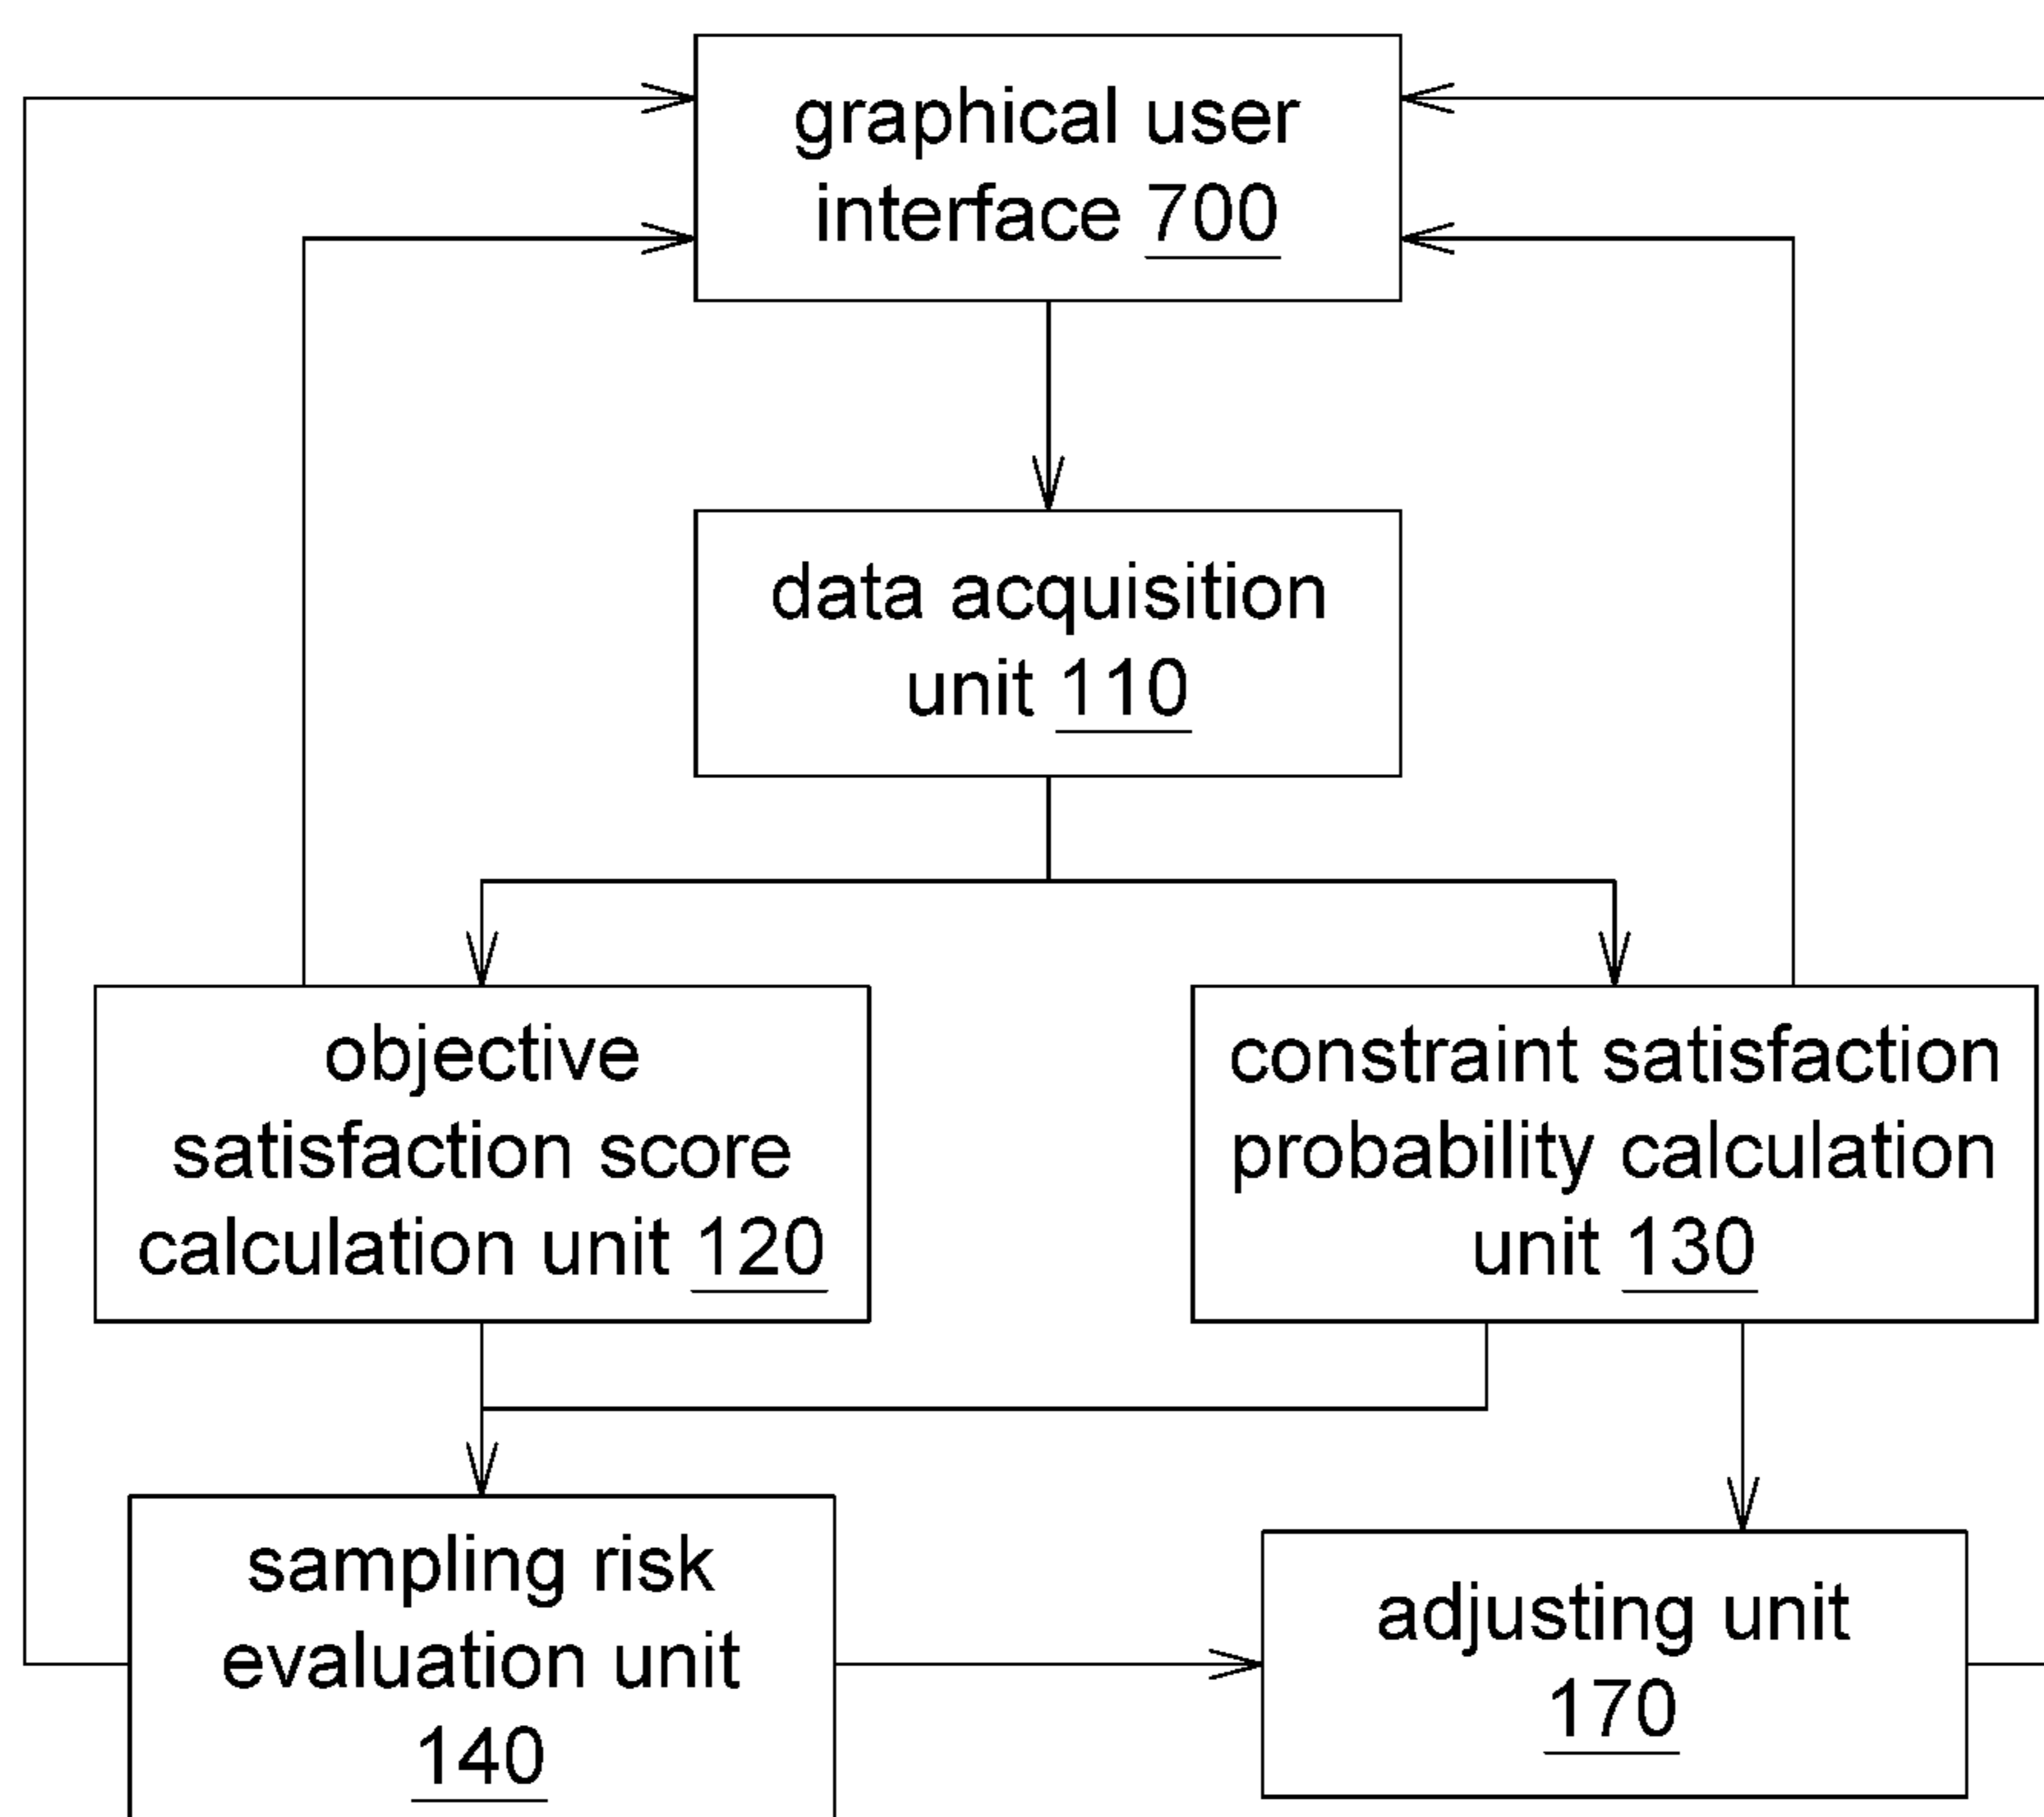 graphical user
interface 700
data acquisition
unit 110
objective
satisfaction score
calculation unit 120
constraint satisfaction
probability calculation
unit 130
sampling risk
evaluation unit
140
adjusting unit
170